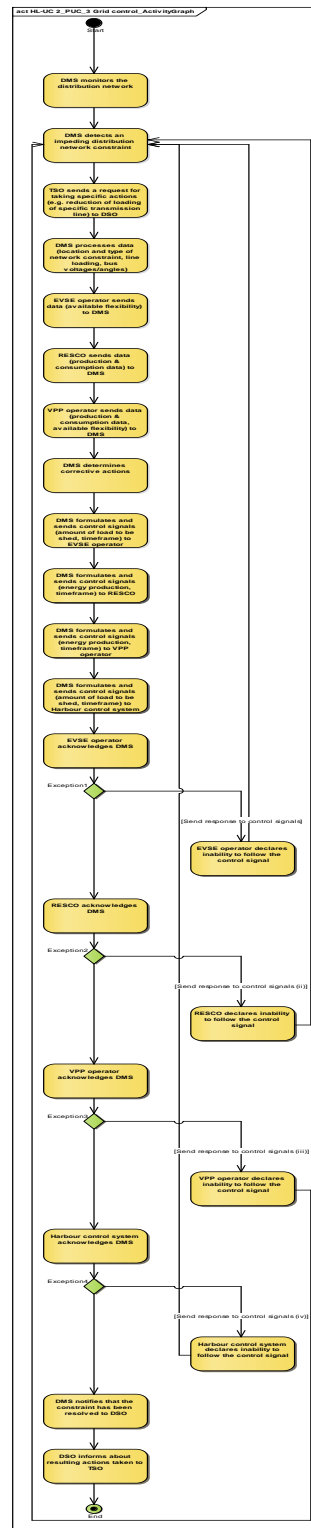 act HL-UC 2_PUC_3 Grid control_ActivityGraph
Start
DMS monitors the
distribution network
DMS detects an
impeding distribution
network constraint
TSO sends a request for
taking specific actions
(e.g. reduction of loading
of specific transmission
line) to DSO
DMS processes data
(location and type of
network constraint, line
loading, bus
voltages/angles)
EVSE operator sends
data (available flexibility)
to DMS
RESCO sends data
(production &
consumption data) to
DMS
VPP operator sends data
(production &
consumption data,
available flexibility) to
DMS
DMS determines
corrective actions
DMS formulates and
sends control signals
(amount of load to be
shed, timeframe) to
EVSE operator
DMS formulates and
sends control signals
(energy production,
timeframe) to RESCO
DMS formulates and
sends control signals
(energy production,
timeframe) to VPP
operator
DMS formulates and
sends control signals
(amount of load to be
shed, timeframe) to
Harbour control system
EVSE operator
acknowledges DMS
Exception1
[Send response to control signals]
EVSE operator declares
inability to follow the
control signal
RESCO acknowledges
DMS
Exception2
[Send response to control signals (ii)]
RESCO declares inability
to follow the control
signal
VPP operator
acknowledges DMS
Exception3
[Send response to control signals (iii)]
VPP operator declares
inability to follow the
control signal
Harbour control system
acknowledges DMS
Exception4
[Send response to control signals (iv)]
Harbour control system
declares inability to
follow the control signal
DMS notifies that the
constraint has been
resolved to DSO
DSO informs about
resulting actions taken to
TSO
End